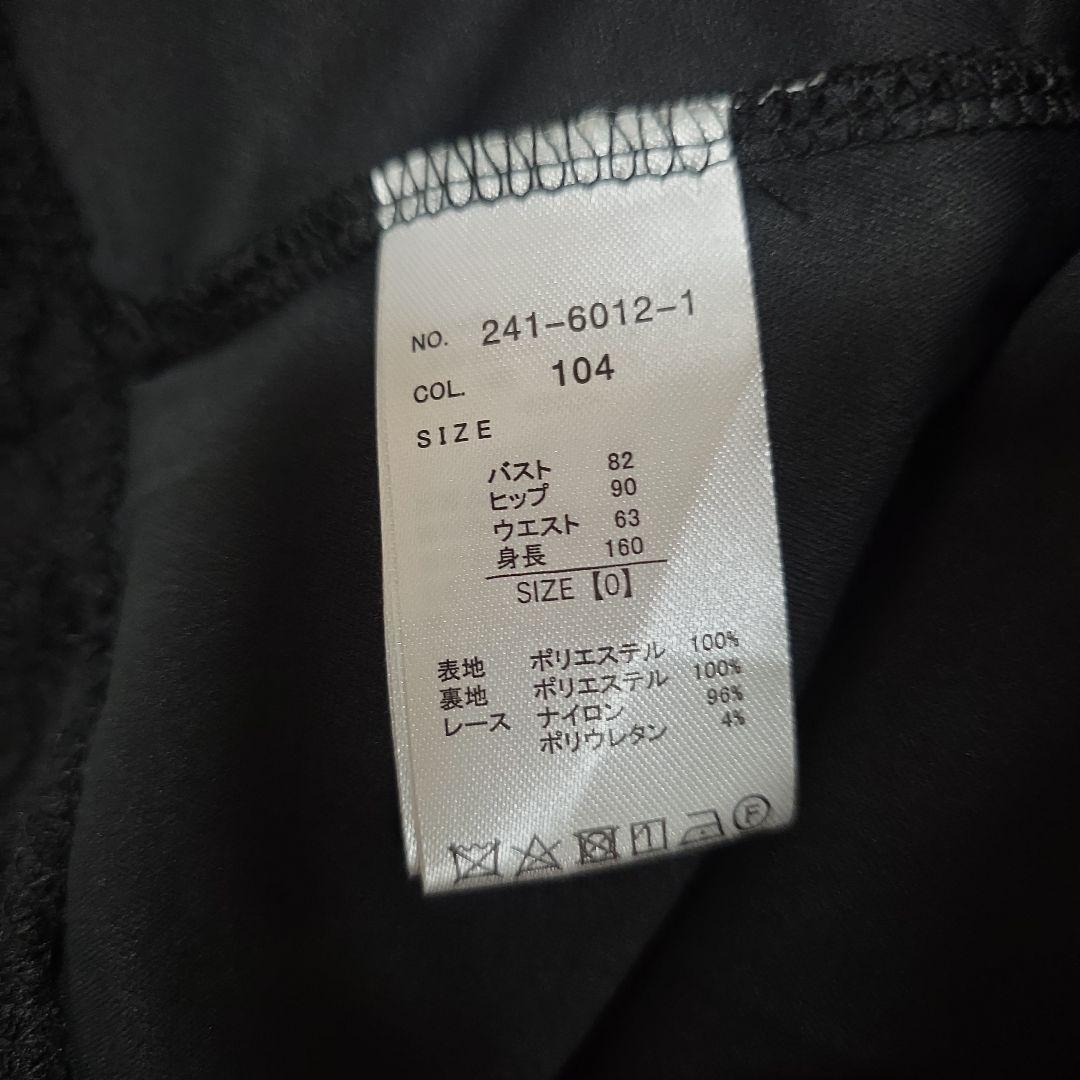 NO. 241-6012-1
COL. 104
SIZE
バスト 82
ヒップ 90
ウエスト 63
身長 160
SIZE【0】
表地 ポリエステル 100%
裏地 ポリエステル 100%
レース ナイロン 96%
ポリウレタン 4%
F